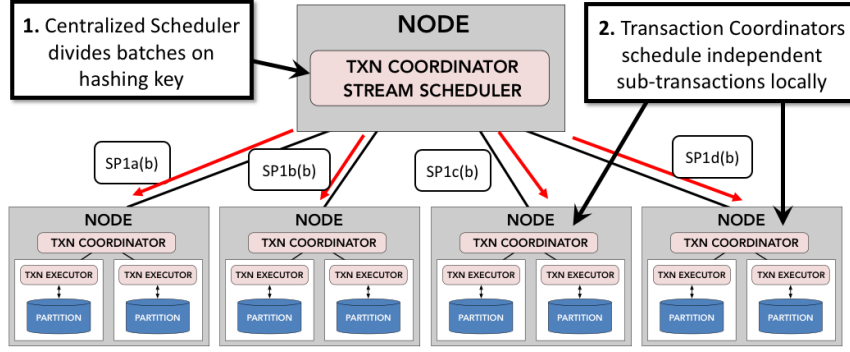 1. Centralized Scheduler
divides batches on
hashing key
NODE
TXN COORDINATOR
STREAM SCHEDULER
2. Transaction Coordinators
schedule independent
sub-transactions locally
SP1a(b)
SP1b(b)
SP1c(b)
SP1d(b)
NODE
TXN COORDINATOR
TXN EXECUTOR
PARTITION
TXN EXECUTOR
PARTITION
NODE
TXN COORDINATOR
TXN EXECUTOR
PARTITION
TXN EXECUTOR
PARTITION
NODE
TXN COORDINATOR
TXN EXECUTOR
PARTITION
TXN EXECUTOR
PARTITION
NODE
TXN COORDINATOR
TXN EXECUTOR
PARTITION
TXN EXECUTOR
PARTITION